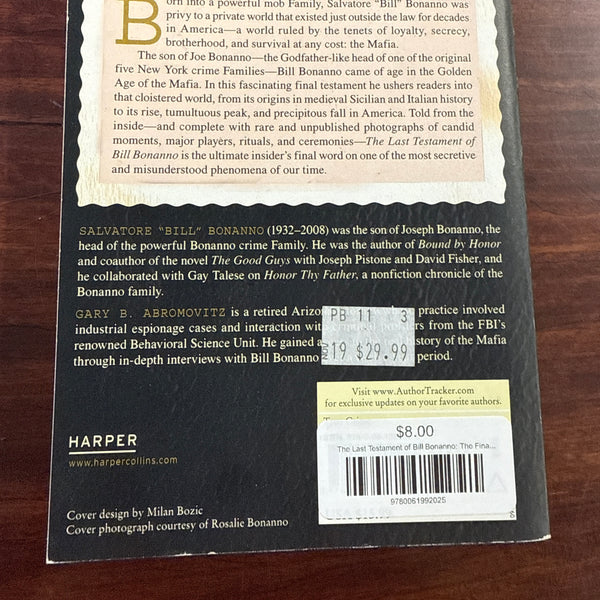 Born into a powerful mob Family, Salvatore "Bill" Bonanno was
privy to a private world that existed just outside the law for decades
in America—a world ruled by the tenets of loyalty, secrecy,
brotherhood, and survival at any cost: the Mafia.
The son of Joe Bonanno—the Godfather-like head of one of the original
five New York crime Families—Bill Bonanno came of age in the Golden
Age of the Mafia. In this fascinating final testament he ushers readers into
that cloistered world, from its origins in medieval Sicilian and Italian history
to its rise, tumultuous peak, and precipitous fall in America. Told from the
inside—and complete with rare and unpublished photographs of candid
moments, major players, rituals, and ceremonies—The Last Testament of
Bill Bonanno is the ultimate insider's final word on one of the most secretive
and misunderstood phenomena of our time.
SALVATORE "BILL" BONANNO (1932–2008) was the son of Joseph Bonanno, the
head of the powerful Bonanno crime Family. He was the author of Bound by Honor
and coauthor of the novel The Good Guys with Joseph Pistone and David Fisher, and
he collaborated with Gay Talese on Honor Thy Father, a nonfiction chronicle of the
Bonanno family.
GARY B. ABROMOVITZ is a retired practice involved
industrial espionage cases and interaction from the FBI's
renowned Behavioral Science Unit. He gained history of the Mafia
through in-depth interviews with Bill Bonanno period.
PB 11 3
NOV 19 $29.99
Visit www.AuthorTracker.com
for exclusive updates on your favorite authors.
$8.00
The Last Testament of Bill Bonanno: The Fina...
9780061992025
HARPER
www.harpercollins.com
Cover design by Milan Bozic
Cover photograph courtesy of Rosalie Bonanno